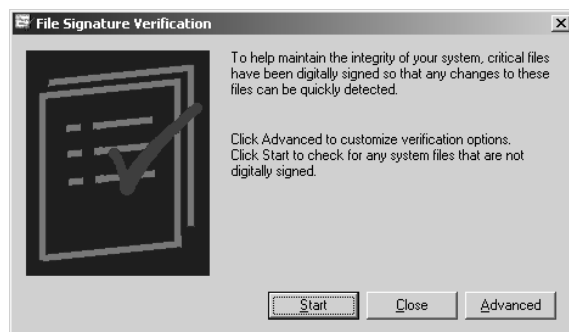 File Signature Verification
To help maintain the integrity of your system, critical files
have been digitally signed so that any changes to these
files can be quickly detected.
Click Advanced to customize verification options.
Click Start to check for any system files that are not
digitally signed.
Start Close Advanced